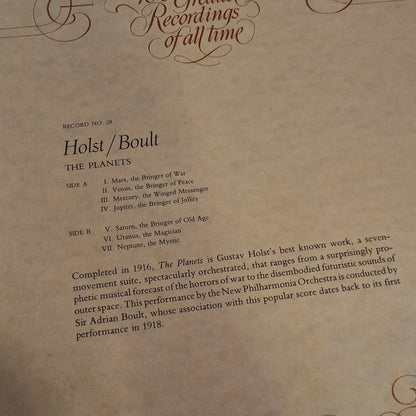 Recordings
of all time
RECORD NO. 28
Holst/Boult
THE PLANETS
SIDE A I. Mars, the Bringer of War
II. Venus, the Bringer of Peace
III. Mercury, the Winged Messenger
IV. Jupiter, the Bringer of Jollity
SIDE B V. Saturn, the Bringer of Old Age
VI. Uranus, the Magician
VII. Neptune, the Mystic
Completed in 1916, The Planets is Gustav Holst's best known work, a seven-
movement suite, spectacularly orchestrated, that ranges from a surprisingly pro-
phetic musical forecast of the horrors of war to the disembodied futuristic sounds of
outer space. This performance by the New Philharmonia Orchestra is conducted by
Sir Adrian Boult, whose association with this popular score dates back to its first
performance in 1918.